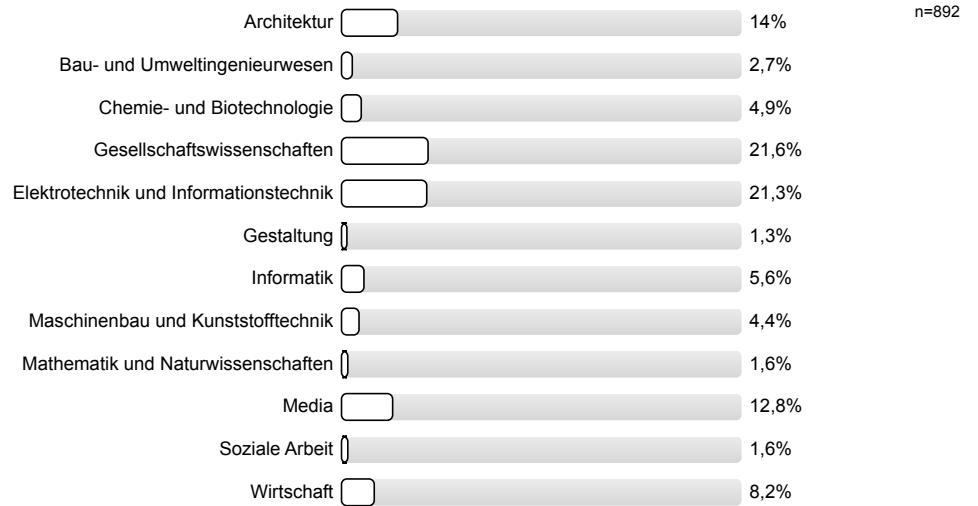 n=892
Architektur 14%
Bau- und Umweltingenieurwesen 2,7%
Chemie- und Biotechnologie 4,9%
Gesellschaftswissenschaften 21,6%
Elektrotechnik und Informationstechnik 21,3%
Gestaltung 1,3%
Informatik 5,6%
Maschinenbau und Kunststofftechnik 4,4%
Mathematik und Naturwissenschaften 1,6%
Media 12,8%
Soziale Arbeit 1,6%
Wirtschaft 8,2%